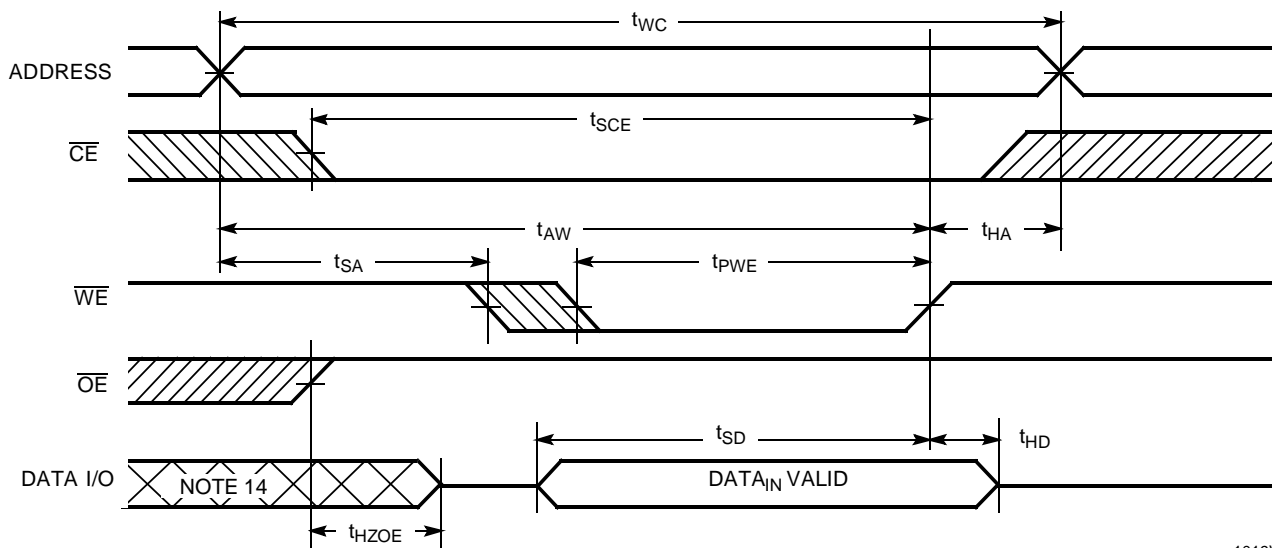 tWC
ADDRESS
tSCE
CE
tAW
tHA
tSA
tPWE
WE
OE
tSD
tHD
DATA I/O
NOTE 14
DATAIN VALID
tHZOE